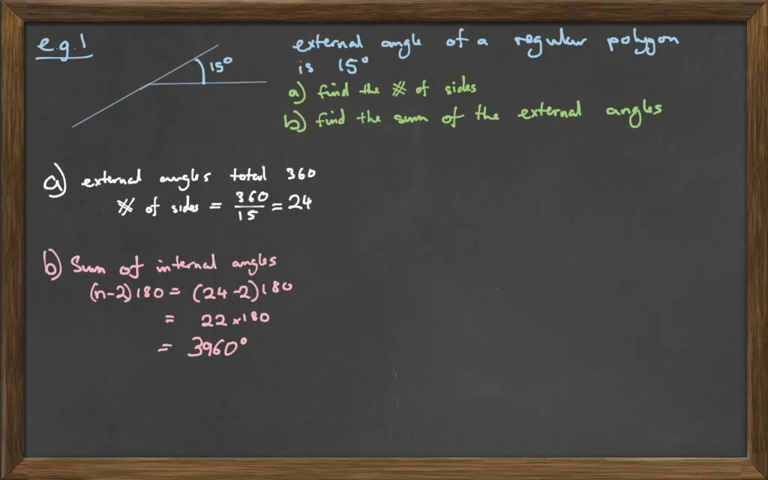 e.g.1
15°
external angle of a regular polygon
is 15°
a) find the # of sides
b) find the sum of the external angles
a) external angles total 360
# of sides = 360/15 = 24
b) Sum of internal angles
(n-2)180 = (24-2)180
= 22×180
= 3960°